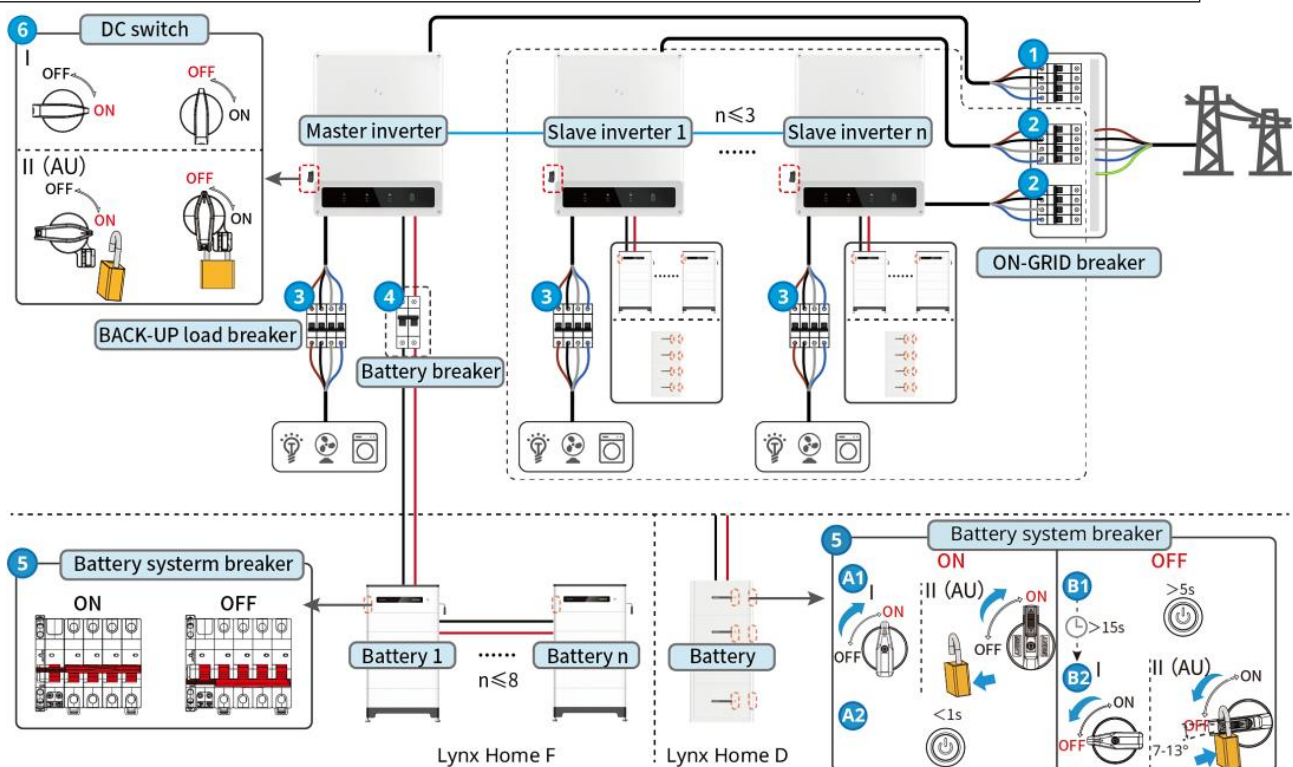 6
DC switch
I
OFF
ON
OFF
ON
II (AU)
OFF
ON
OFF
ON
Master inverter
Slave inverter 1
n≤3
......
Slave inverter n
1
2
2
ON-GRID breaker
3
BACK-UP load breaker
4
Battery breaker
3
......
3
......
5
Battery systerm breaker
ON
OFF
Battery 1
......
n≤8
Battery n
Lynx Home F
Battery
Lynx Home D
5
Battery system breaker
ON
A1
I
ON
OFF
II (AU)
ON
OFF
A2
<1s
OFF
B1
>5s
>15s
B2
I
ON
OFF
II (AU)
ON
OFF
7-13°